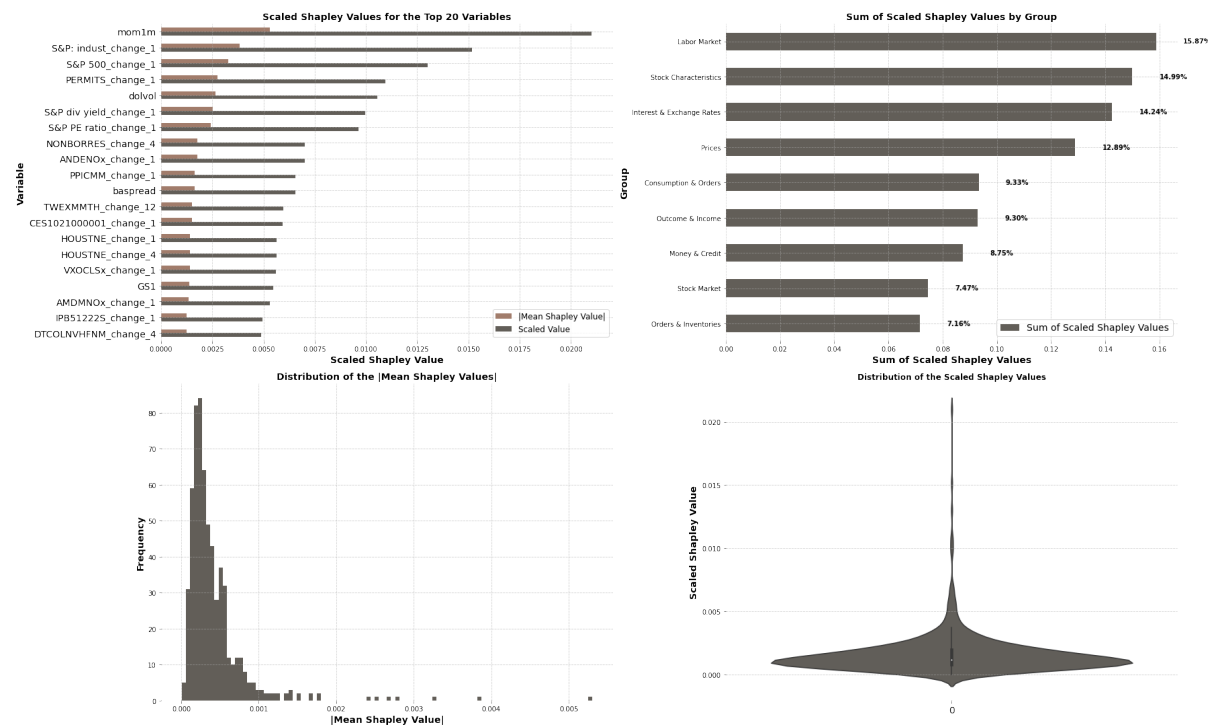 Scaled Shapley Values for the Top 20 Variables
Variable
mom1m
S&P: indust_change_1
S&P 500_change_1
PERMITS_change_1
dolvol
S&P div yield_change_1
S&P PE ratio_change_1
NONBORRES_change_4
ANDENOx_change_1
PPICMM_change_1
baspread
TWEXMMTH_change_12
CES1021000001_change_1
HOUSTNE_change_1
HOUSTNE_change_4
VXOCLSx_change_1
GS1
AMDMNOx_change_1
IPB51222S_change_1
DTCOLNVHFNM_change_4
|Mean Shapley Value|
Scaled Value
0.0000 0.0025 0.0050 0.0075 0.0100 0.0125 0.0150 0.0175 0.0200
Scaled Shapley Value
Sum of Scaled Shapley Values by Group
Group
Labor Market 15.87%
Stock Characteristics 14.99%
Interest & Exchange Rates 14.24%
Prices 12.89%
Consumption & Orders 9.33%
Outcome & Income 9.30%
Money & Credit 8.75%
Stock Market 7.47%
Orders & Inventories 7.16%
Sum of Scaled Shapley Values
0.00 0.02 0.04 0.06 0.08 0.10 0.12 0.14 0.16
Sum of Scaled Shapley Values
Distribution of the |Mean Shapley Values|
Frequency
80
70
60
50
40
30
20
10
0
0.000 0.001 0.002 0.003 0.004 0.005
|Mean Shapley Value|
Distribution of the Scaled Shapley Values
Scaled Shapley Value
0.020
0.015
0.010
0.005
0.000
0